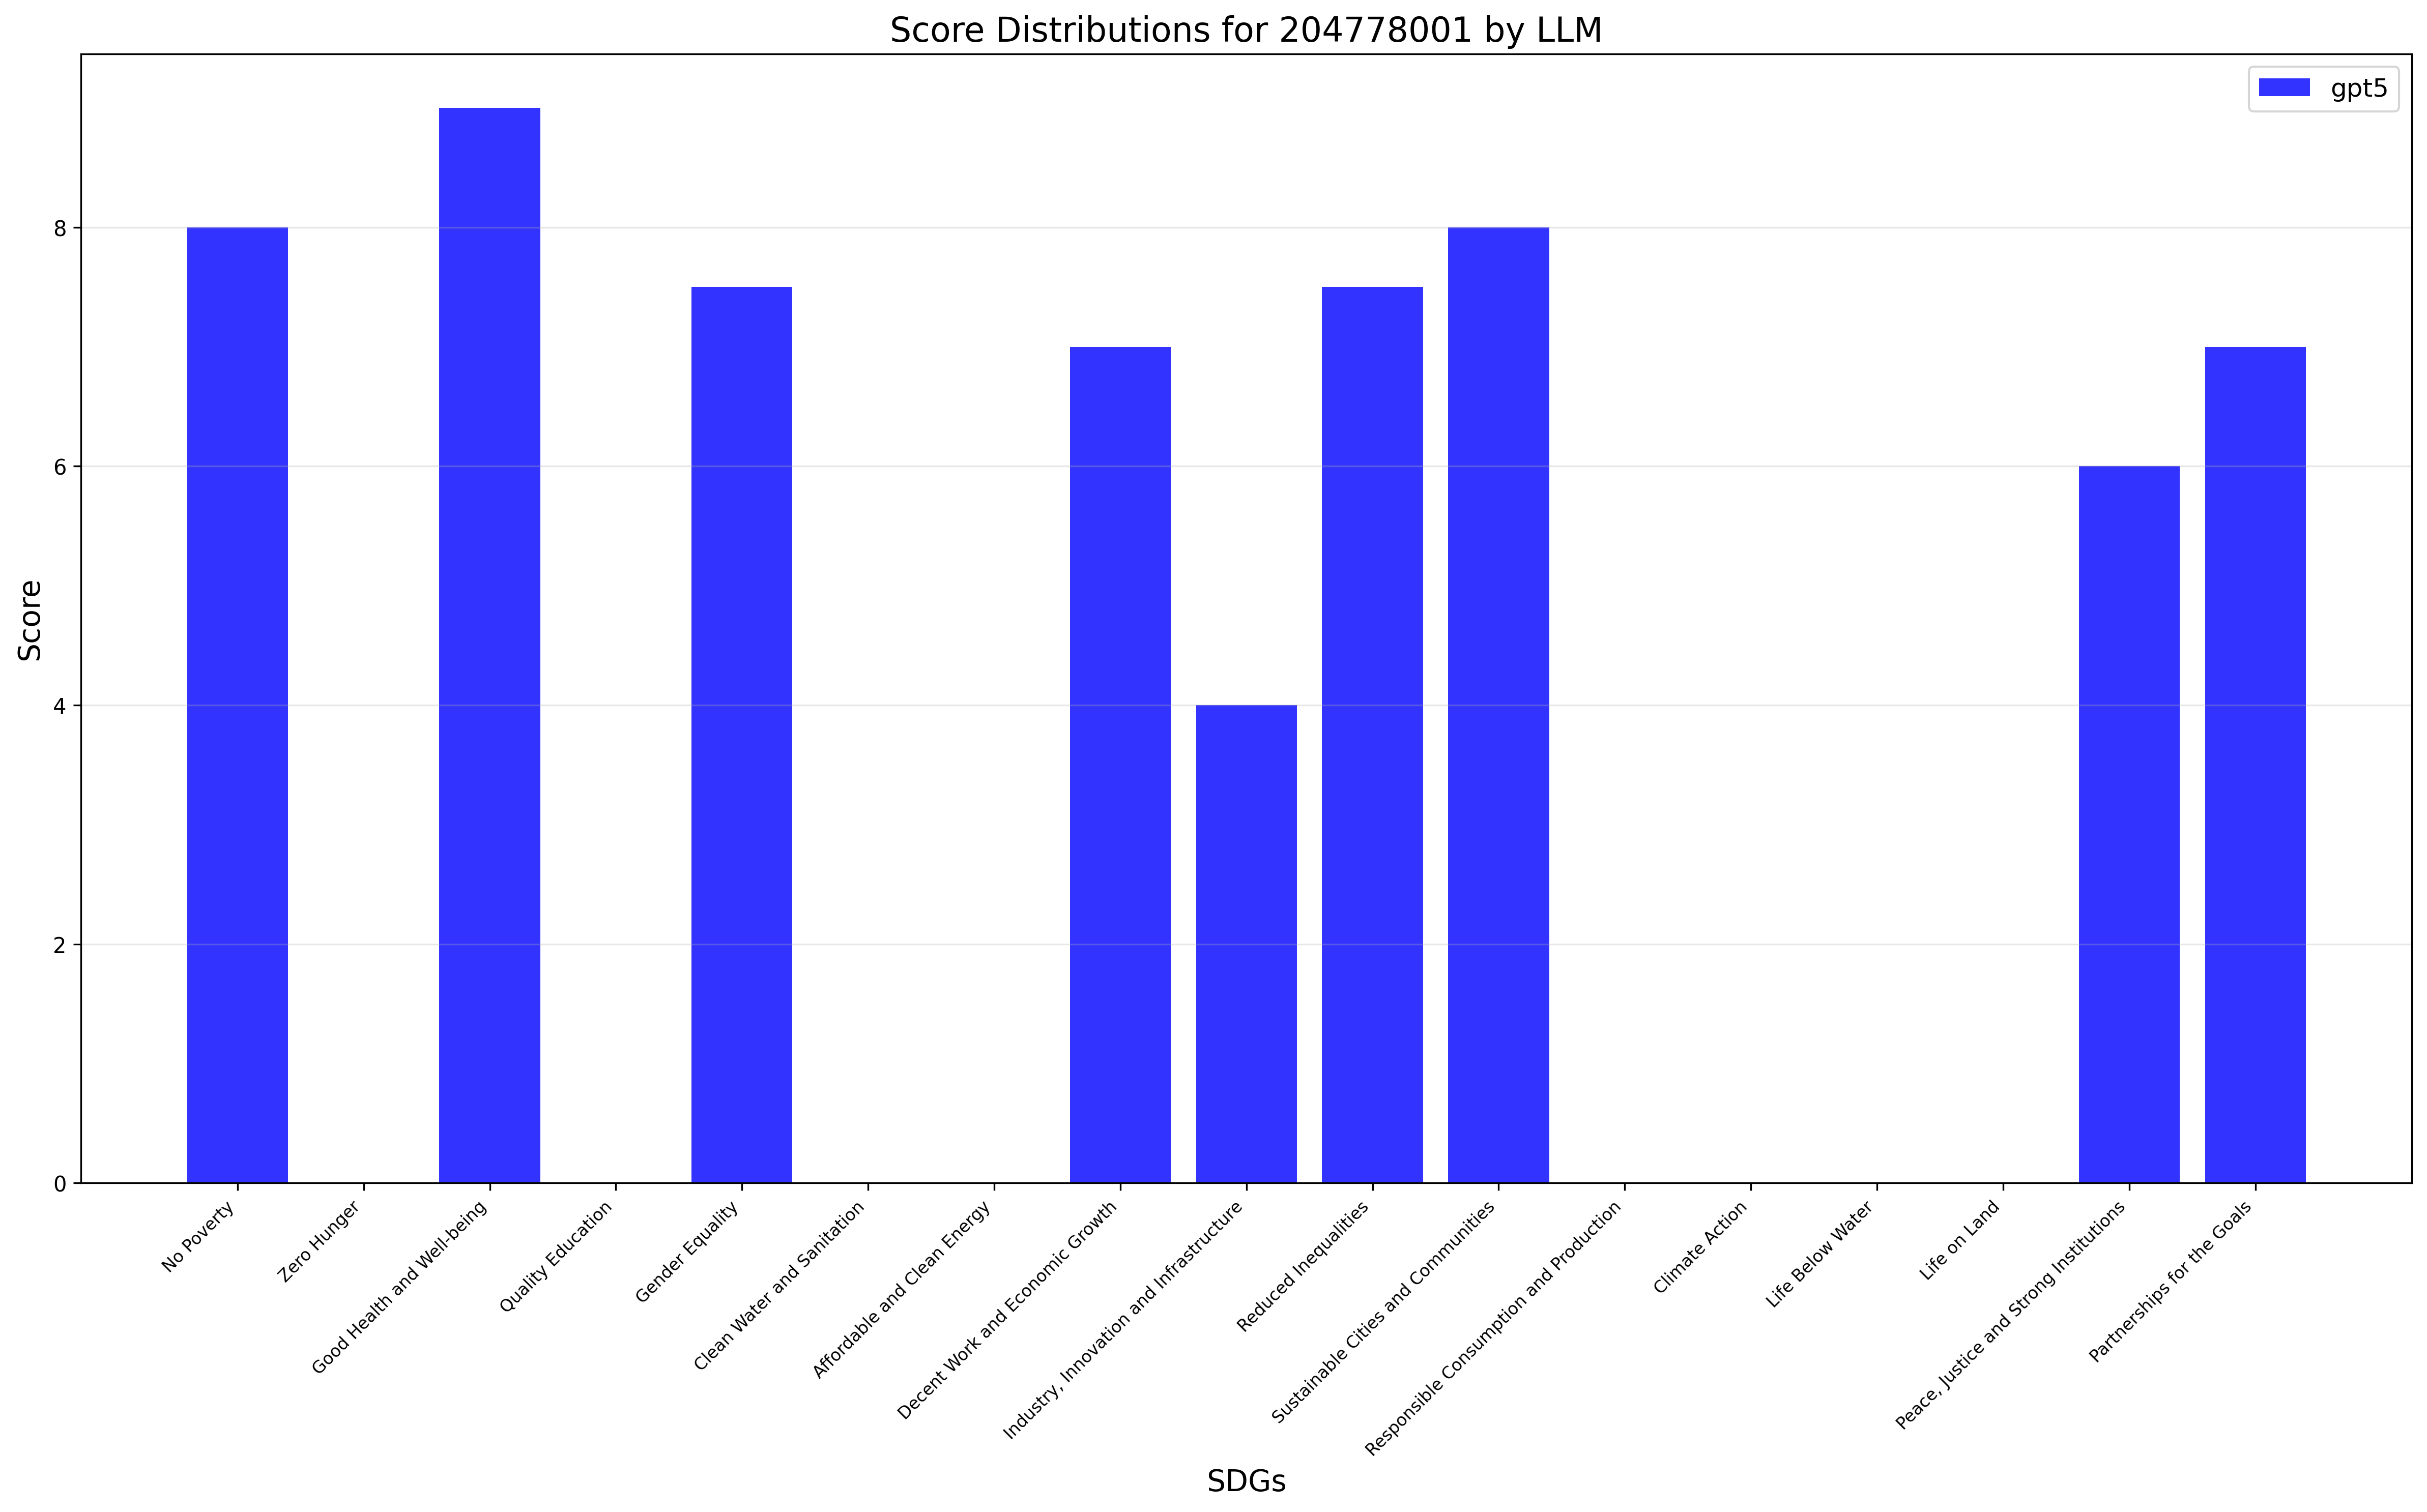 Score Distributions for 204778001 by LLM
gpt5
Score
8
6
4
2
0
No Poverty
Zero Hunger
Good Health and Well-being
Quality Education
Gender Equality
Clean Water and Sanitation
Affordable and Clean Energy
Decent Work and Economic Growth
Industry, Innovation and Infrastructure
Reduced Inequalities
Sustainable Cities and Communities
Responsible Consumption and Production
Climate Action
Life Below Water
Life on Land
Peace, Justice and Strong Institutions
Partnerships for the Goals
SDGs